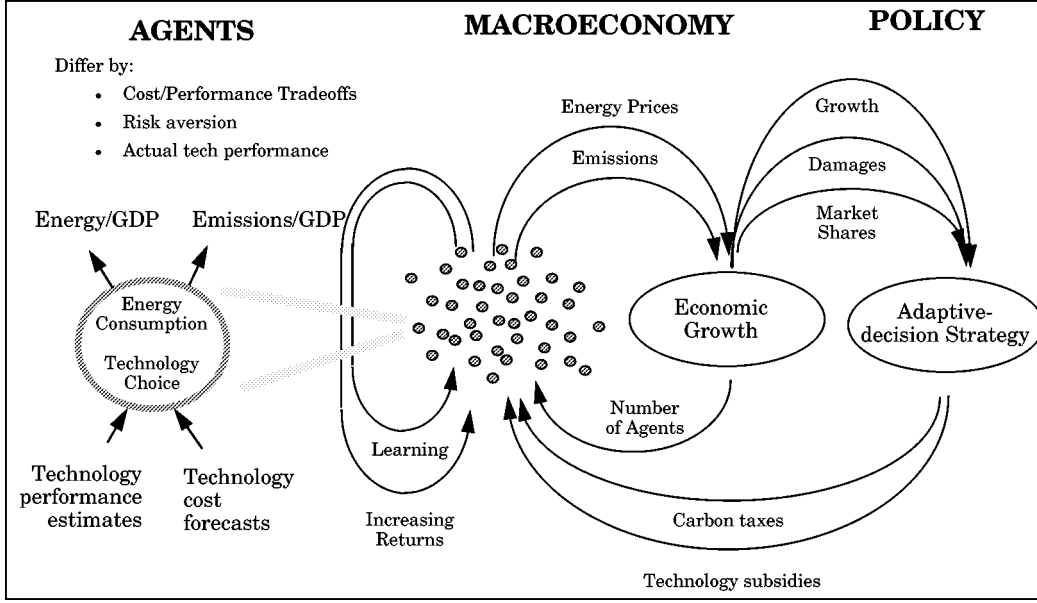 AGENTS
MACROECONOMY
POLICY
Differ by:
• Cost/Performance Tradeoffs
• Risk aversion
• Actual tech performance
Energy/GDP
Emissions/GDP
Energy
Consumption
Technology
Choice
Technology
performance
estimates
Technology
cost
forecasts
Learning
Increasing
Returns
Energy Prices
Emissions
Economic
Growth
Number
of Agents
Growth
Damages
Market
Shares
Adaptive-
decision Strategy
Carbon taxes
Technology subsidies